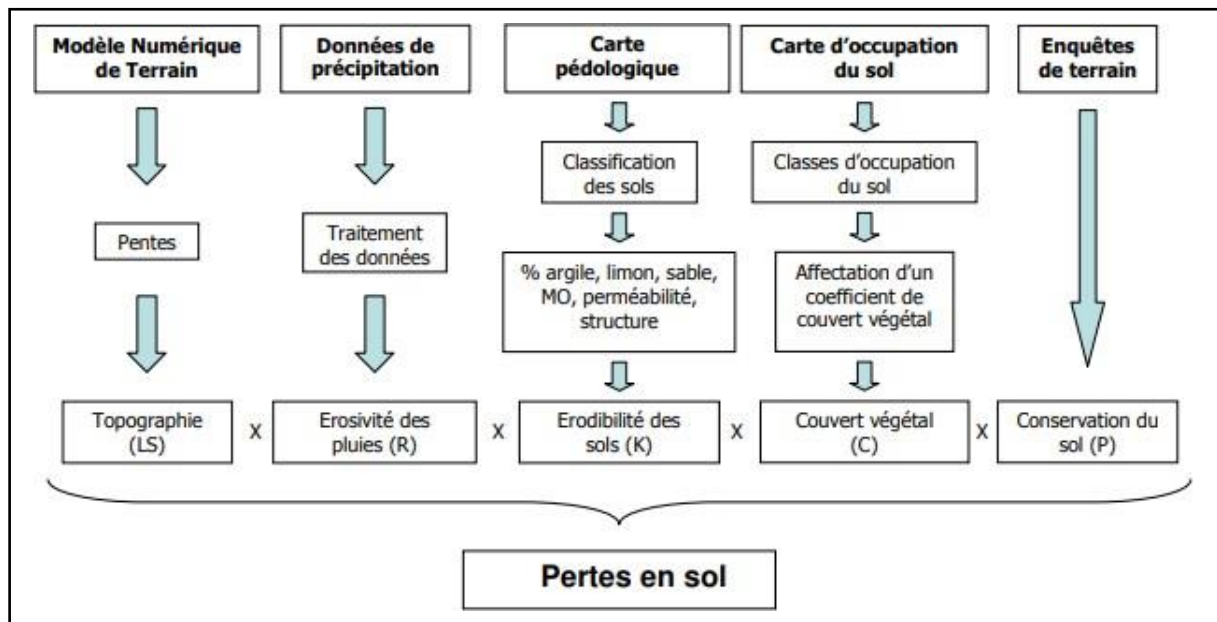 Modèle Numérique
de Terrain
Données de
précipitation
Carte
pédologique
Carte d'occupation
du sol
Enquêtes
de terrain
Classification
des sols
Classes d'occupation
du sol
Pentes
Traitement
des données
% argile, limon, sable,
MO, perméabilité,
structure
Affectation d'un
coefficient de
couvert végétal
Topographie
(LS)
X
Erosivité des
pluies (R)
X
Erodibilité des
sols (K)
X
Couvert végétal
(C)
X
Conservation du
sol (P)
Pertes en sol